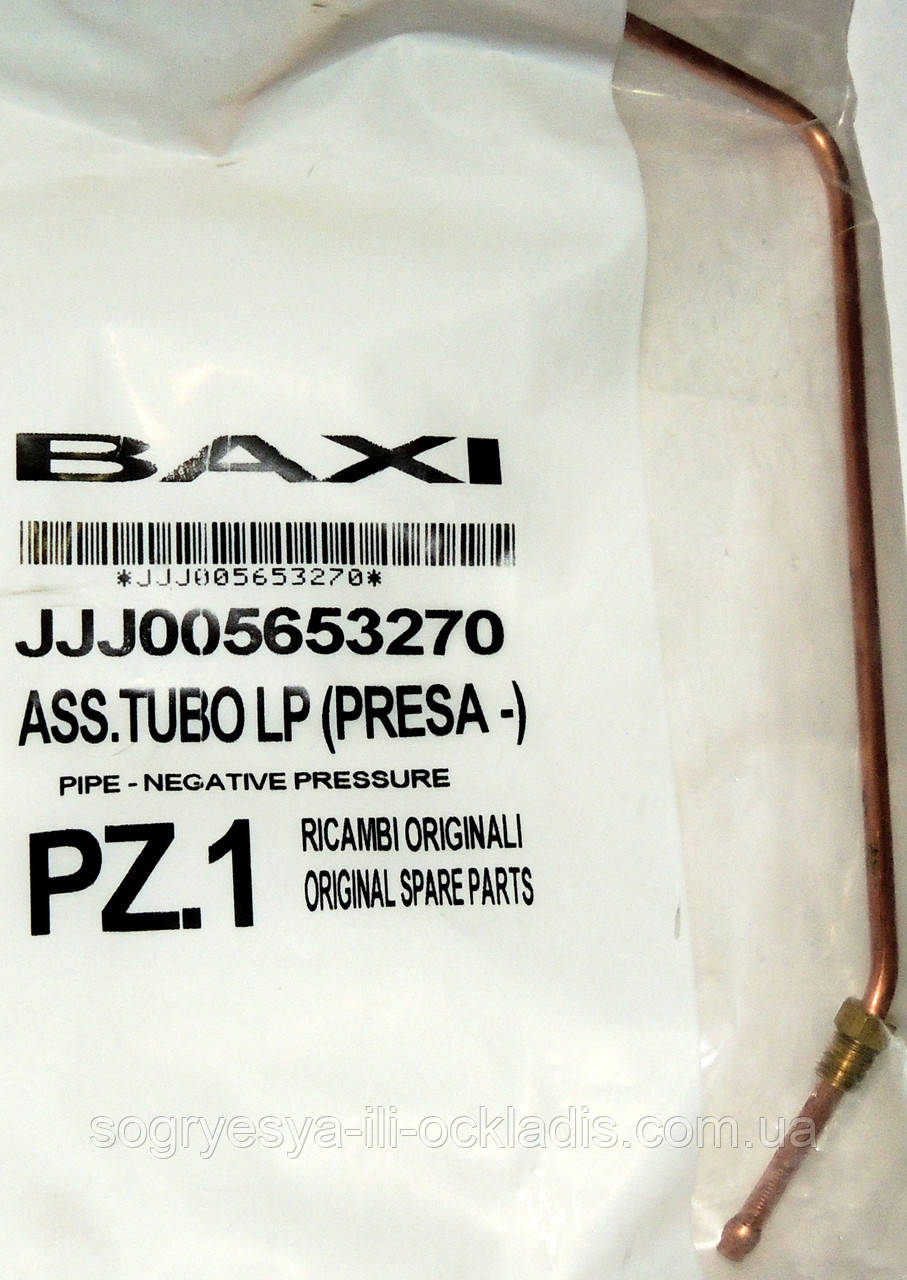 BAXI
*JJJ005653270*
JJJ005653270
ASS.TUBO LP (PRESA -)
PIPE - NEGATIVE PRESSURE
PZ.1
RICAMBI ORIGINALI
ORIGINAL SPARE PARTS
sogryesya-ili-ockladis.com.ua